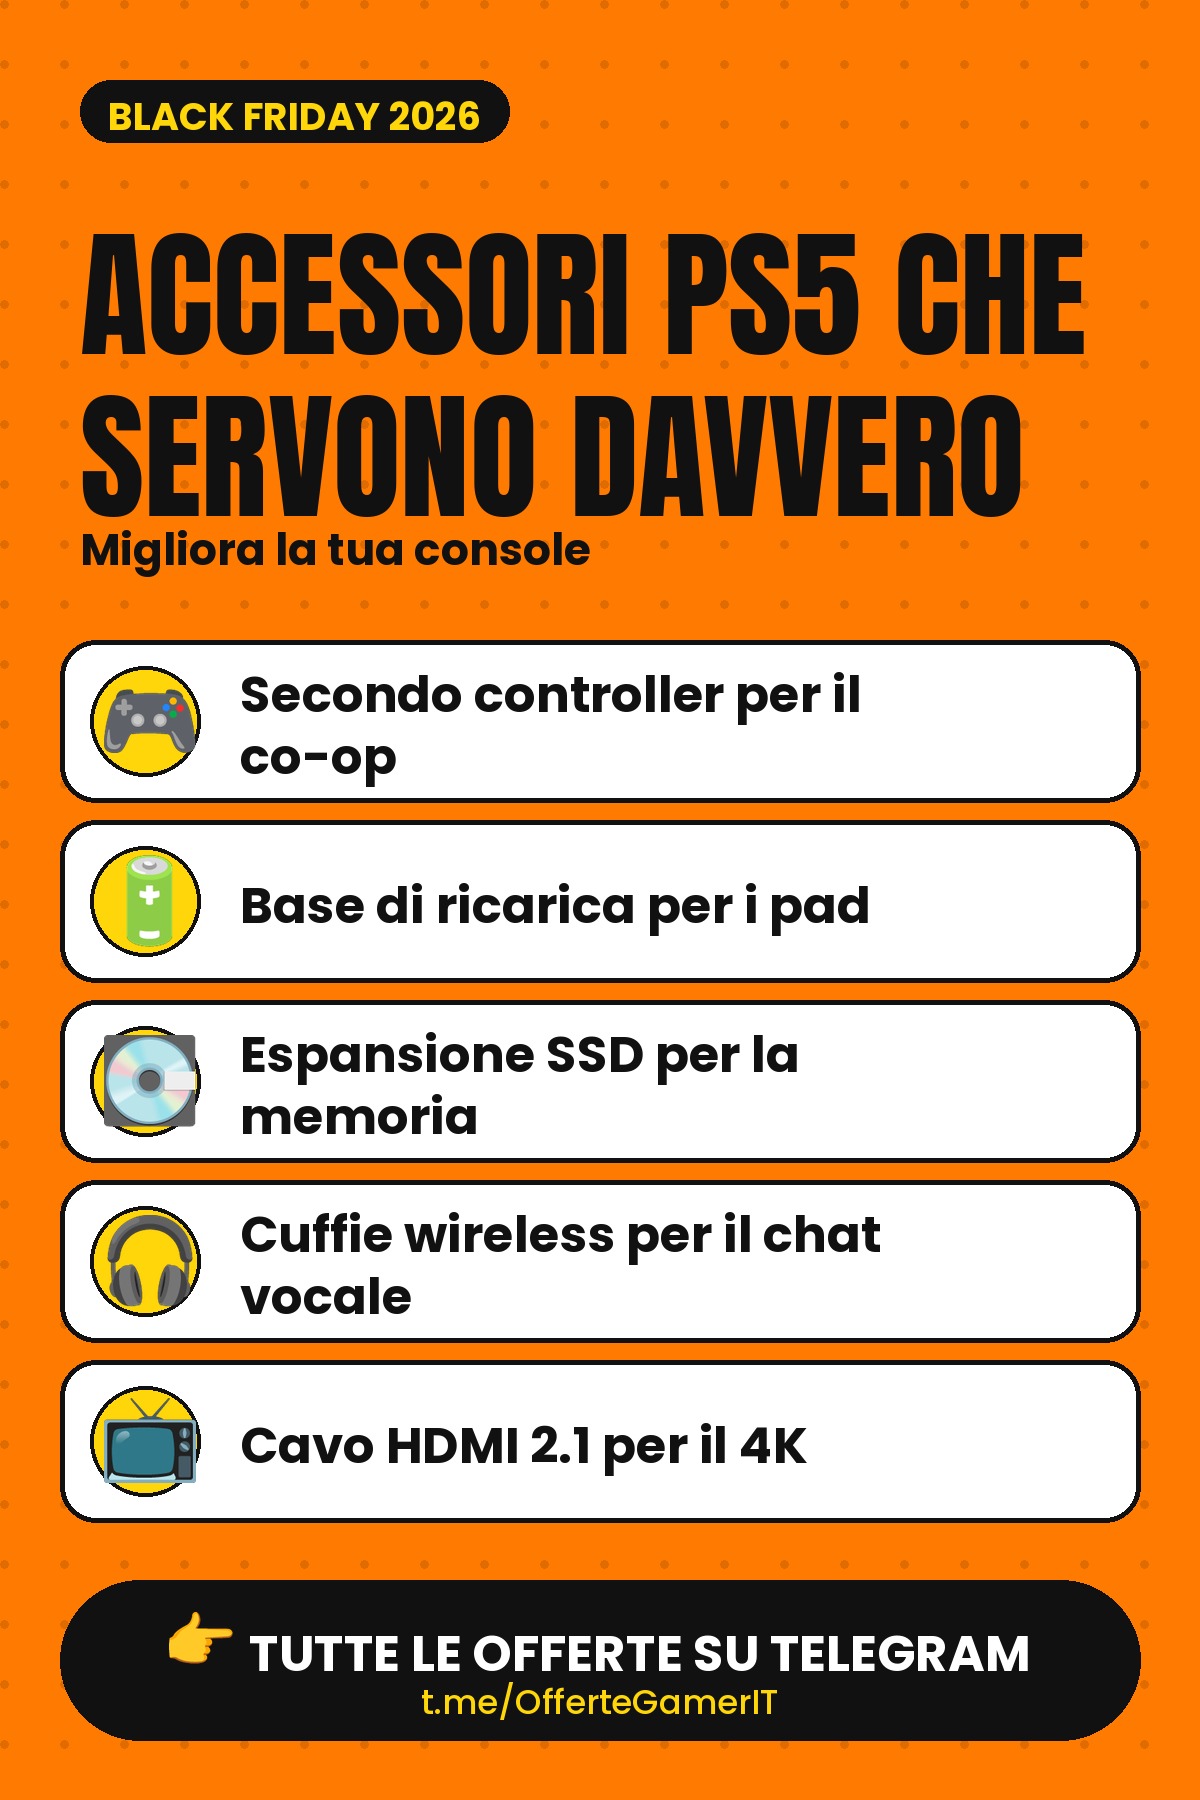 BLACK FRIDAY 2026
ACCESSORI PS5 CHE
SERVONO DAVVERO
Migliora la tua console
Secondo controller per il
co-op
Base di ricarica per i pad
Espansione SSD per la
memoria
Cuffie wireless per il chat
vocale
Cavo HDMI 2.1 per il 4K
👉 TUTTE LE OFFERTE SU TELEGRAM
t.me/OfferteGamerIT